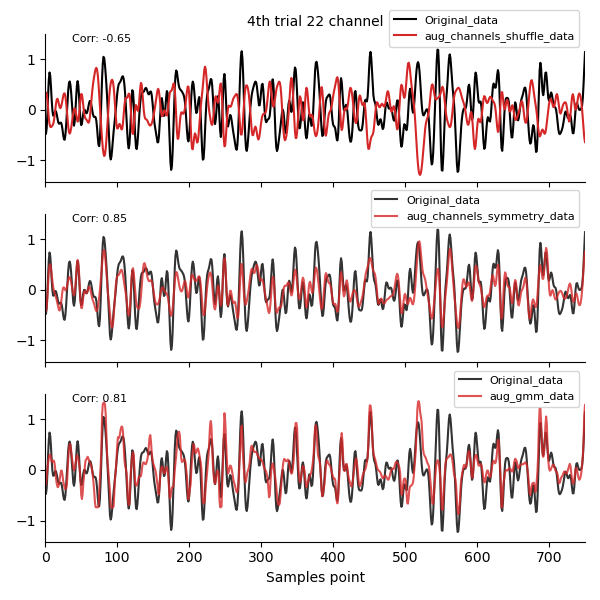 4th trial 22 channel
Original_data
aug_channels_shuffle_data
Corr: -0.65
1
0
−1
Original_data
aug_channels_symmetry_data
Corr: 0.85
1
0
−1
Original_data
aug_gmm_data
Corr: 0.81
1
0
−1
0 100 200 300 400 500 600 700
Samples point